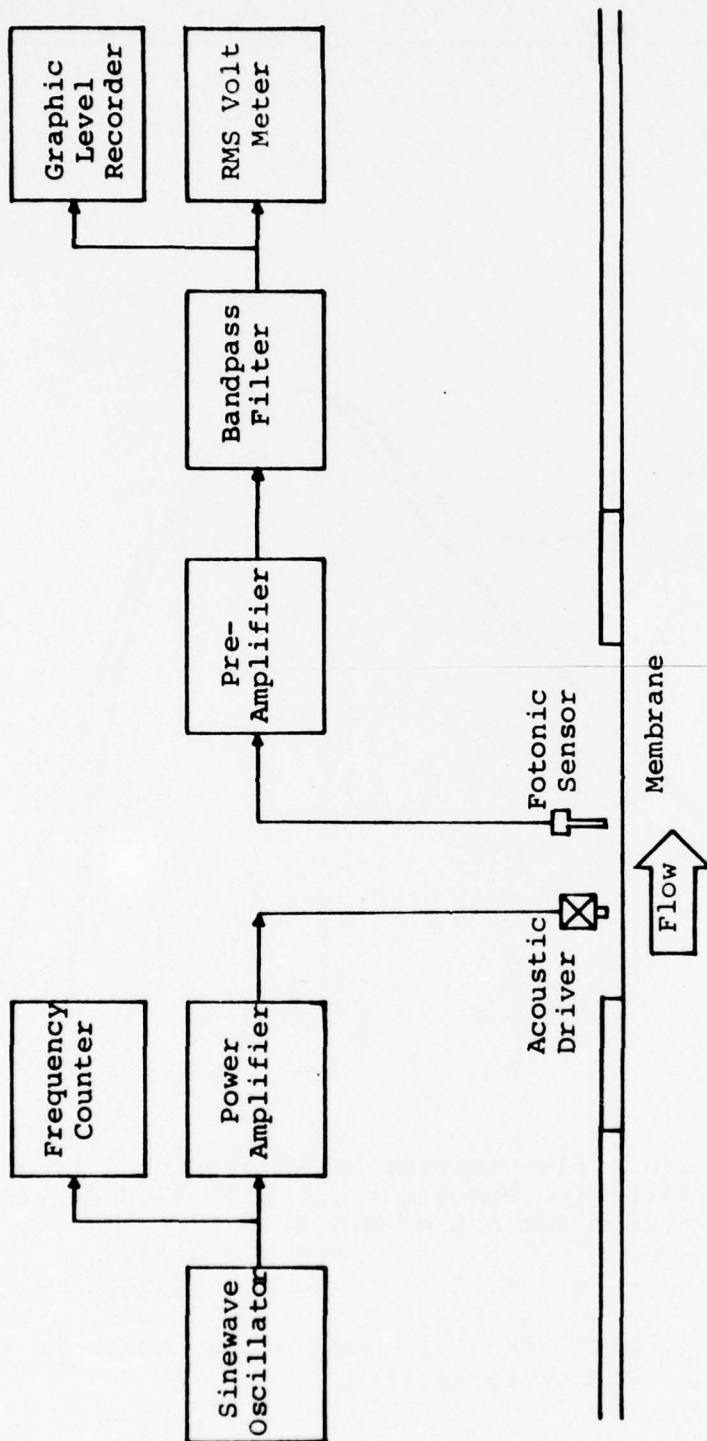 Frequency
Counter
Graphic
Level
Recorder
Sinewave
Oscillator
Power
Amplifier
Pre-
Amplifier
Bandpass
Filter
RMS Volt
Meter
Acoustic
Driver
Fotonic
Sensor
Flow
Membrane